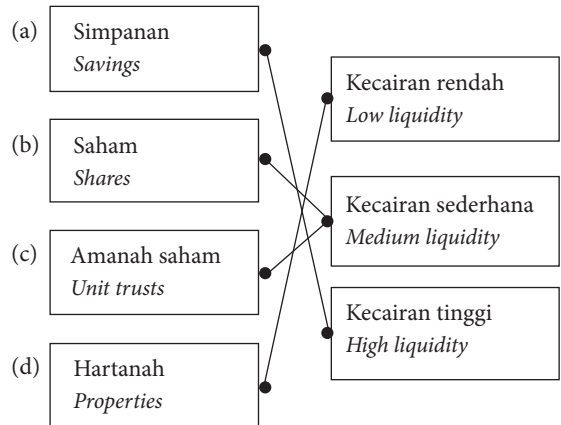 (a)
Simpanan
Savings
(b)
Saham
Shares
(c)
Amanah saham
Unit trusts
(d)
Hartanah
Properties
Kecairan rendah
Low liquidity
Kecairan sederhana
Medium liquidity
Kecairan tinggi
High liquidity